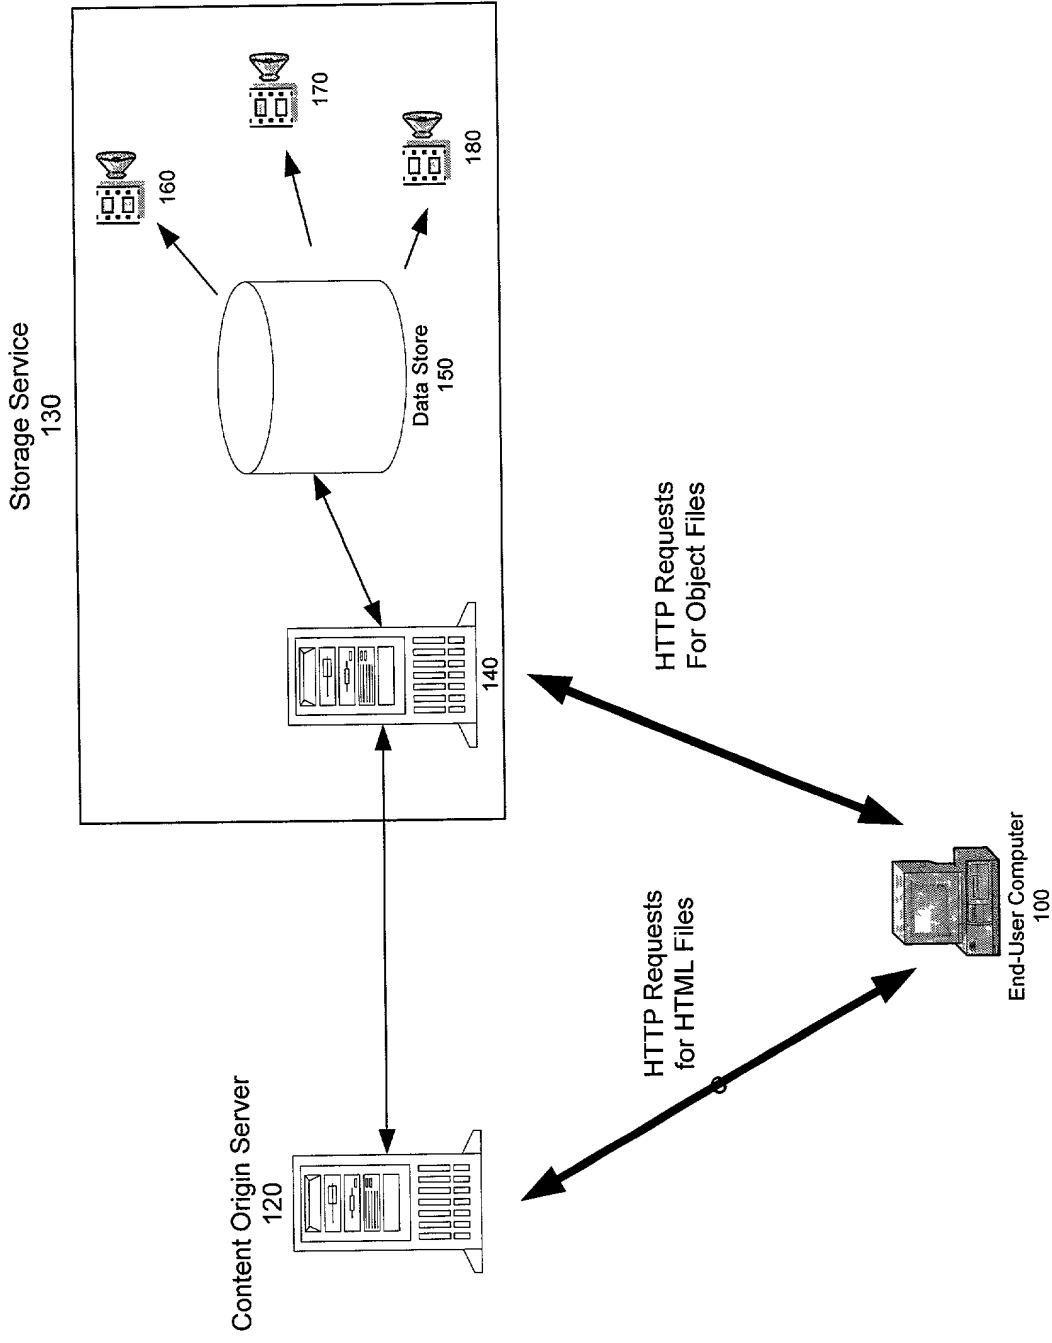 Storage Service
130
160
170
180
Data Store
150
140
Content Origin Server
120
HTTP Requests
for HTML Files
HTTP Requests
For Object Files
End-User Computer
100